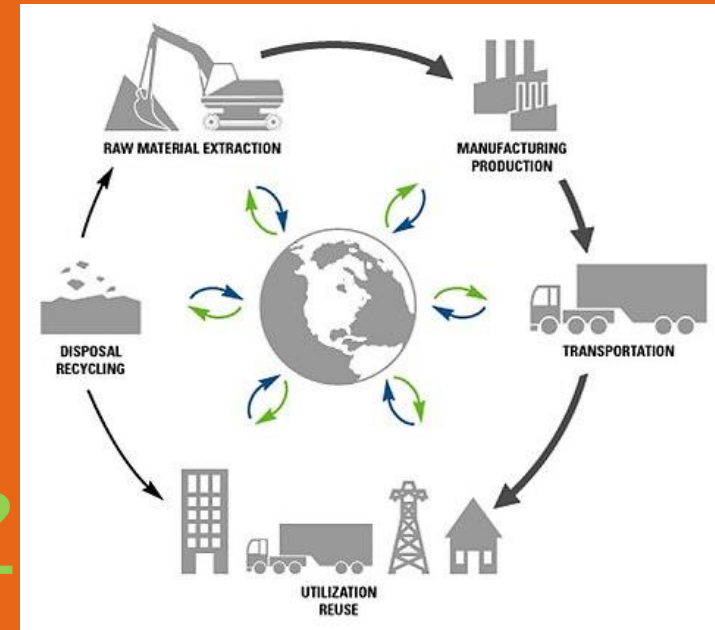 RAW MATERIAL EXTRACTION
MANUFACTURING
PRODUCTION
DISPOSAL
RECYCLING
TRANSPORTATION
UTILIZATION
REUSE